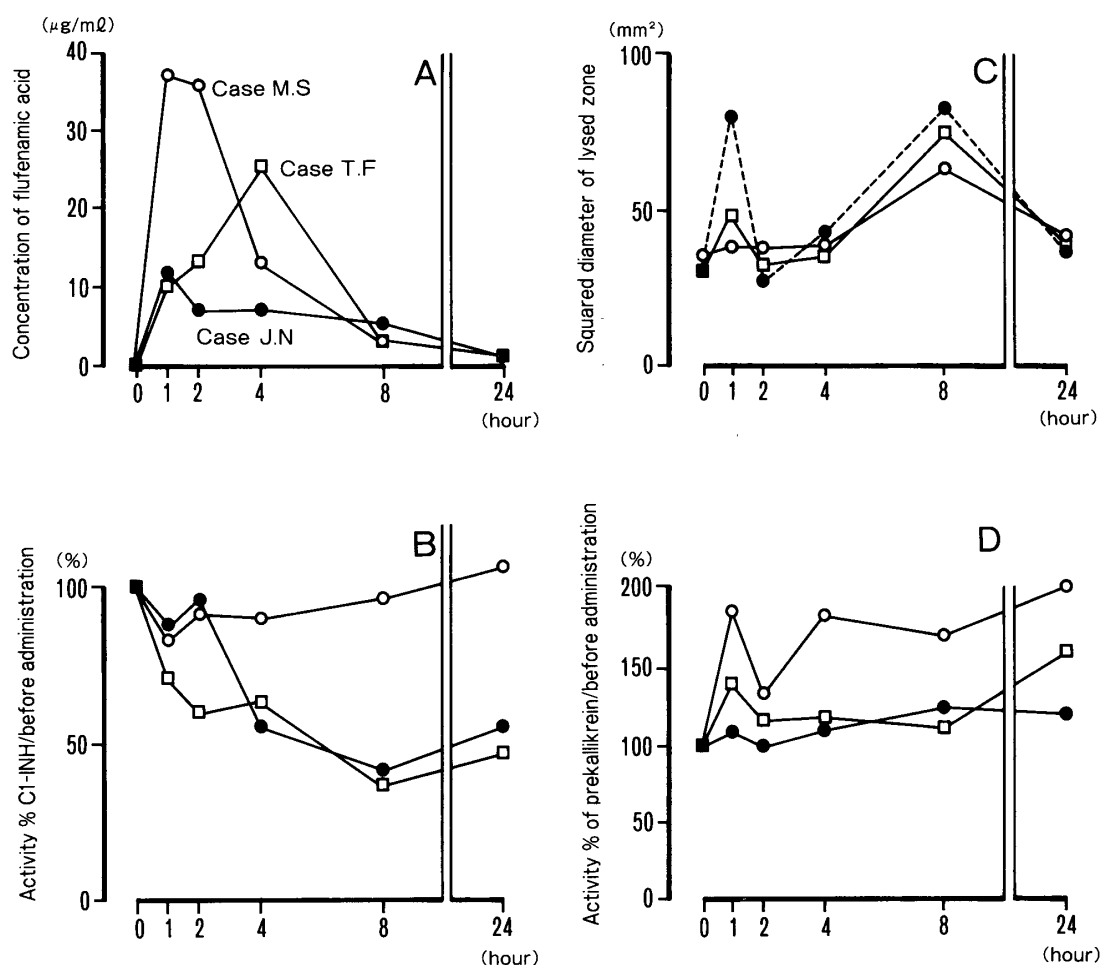 (μg/mℓ)
40
30
20
10
0
Concentration of flufenamic acid
A
Case M.S
Case T.F
Case J.N
0 1 2 4 8 24
(hour)
(mm²)
100
50
0
Squared diameter of lysed zone
C
0 1 2 4 8 24
(hour)
(%)
100
50
0
Activity % C1-INH/before administration
B
0 1 2 4 8 24
(hour)
(%)
200
150
100
50
0
Activity % of prekallikrein/before administration
D
0 1 2 4 8 24
(hour)